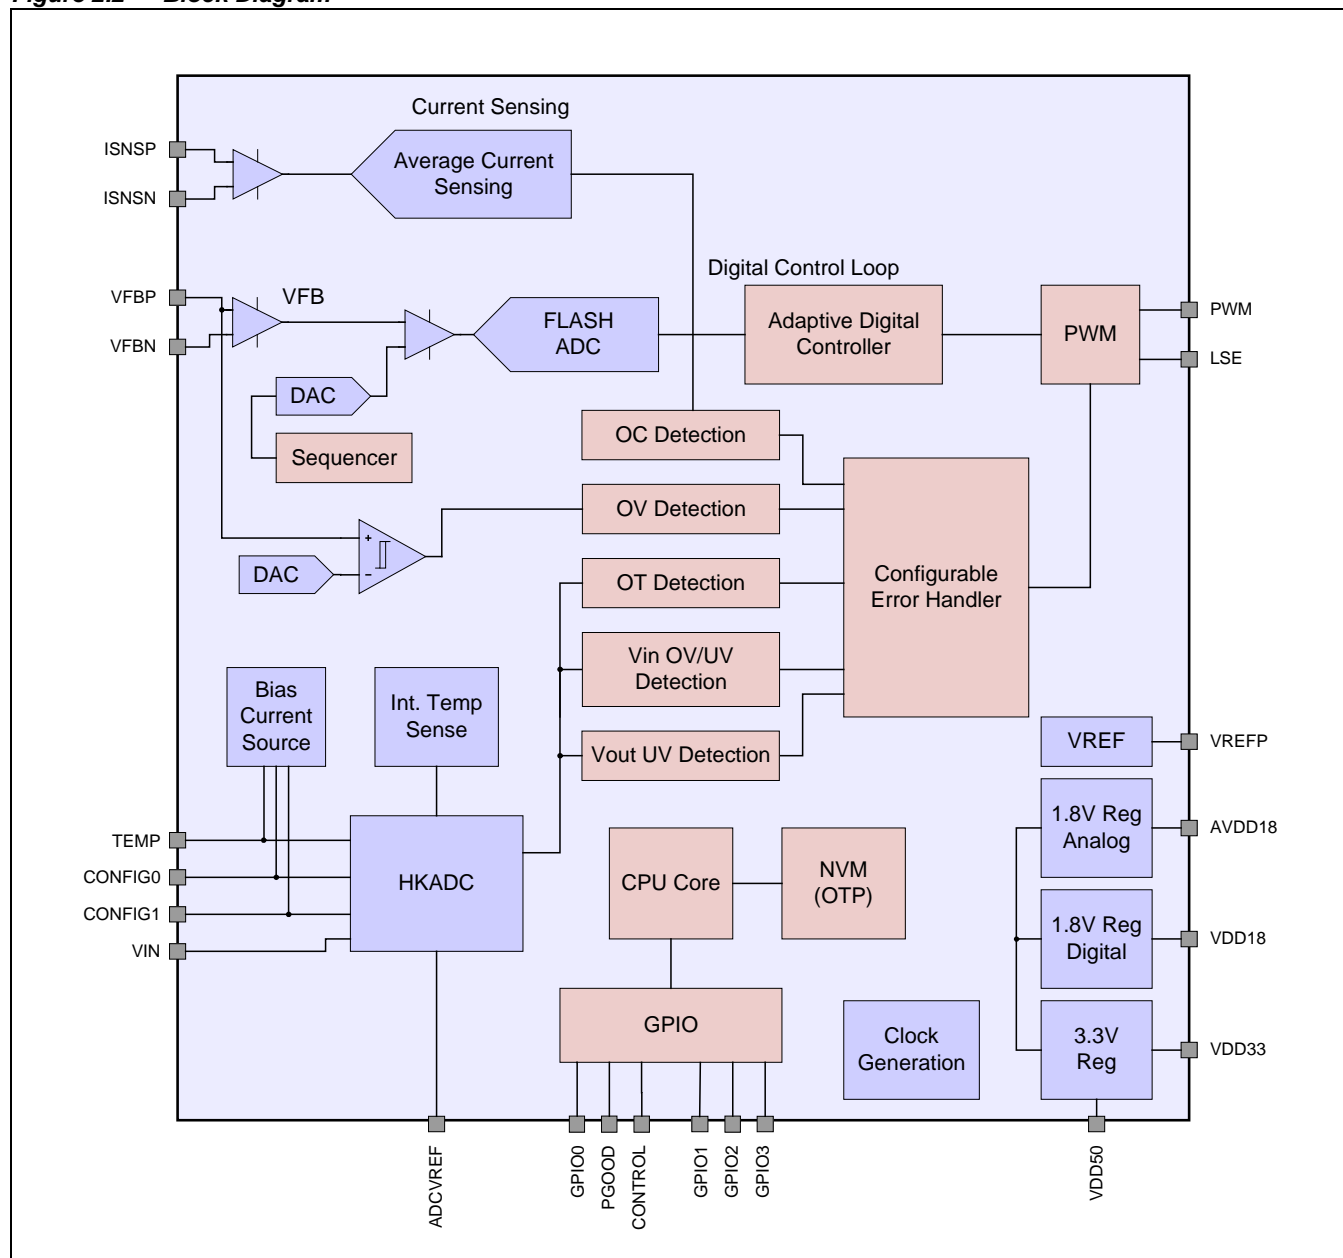 Figure 2.2 Block Diagram
Current Sensing
ISNSP
Average Current
Sensing
ISNSN
Digital Control Loop
VFBP
VFB
FLASH
ADC
Adaptive Digital
Controller
PWM
PWM
VFBN
LSE
DAC
OC Detection
Sequencer
OV Detection
+
-
DAC
OT Detection
Configurable
Error Handler
Vin OV/UV
Detection
Bias
Current
Source
Int. Temp
Sense
Vout UV Detection
VREF
VREFP
1.8V Reg
Analog
AVDD18
TEMP
CONFIG0
CONFIG1
VIN
HKADC
CPU Core
NVM
(OTP)
1.8V Reg
Digital
VDD18
GPIO
Clock
Generation
3.3V
Reg
VDD33
ADCVREF
GPIO0
PGOOD
CONTROL
GPIO1
GPIO2
GPIO3
VDD50